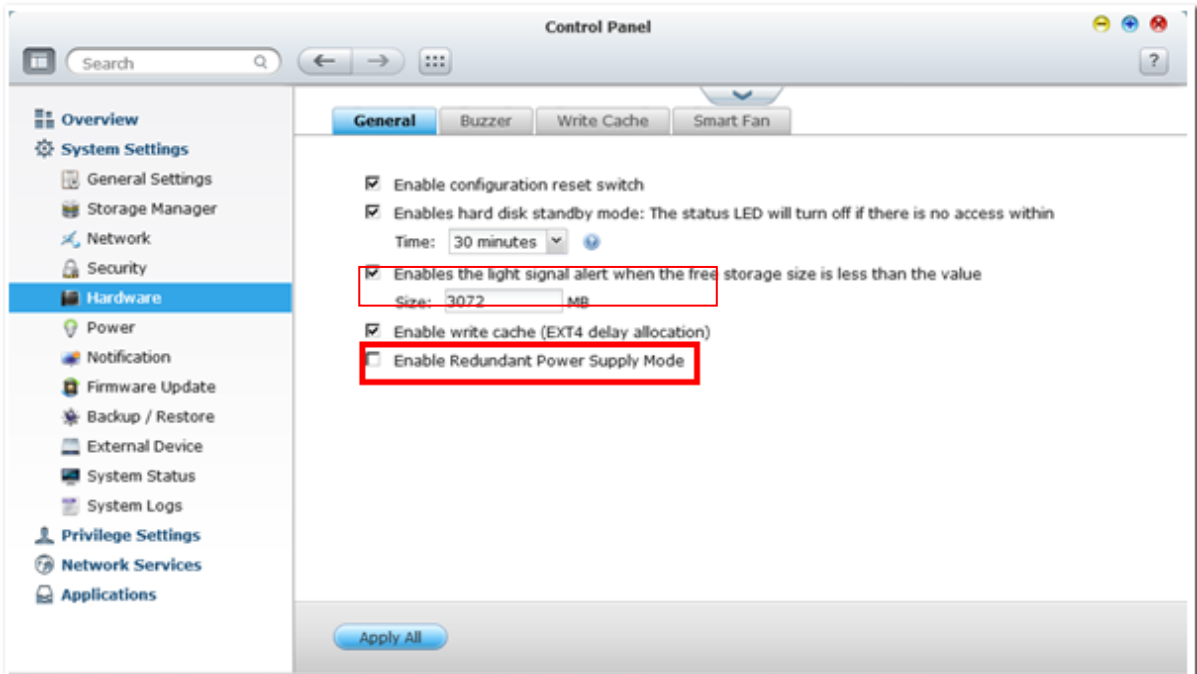 Control Panel
Search
?
Overview
System Settings
General Settings
Storage Manager
Network
Security
Hardware
Power
Notification
Firmware Update
Backup / Restore
External Device
System Status
System Logs
Privilege Settings
Network Services
Applications
General Buzzer Write Cache Smart Fan
Enable configuration reset switch
Enables hard disk standby mode: The status LED will turn off if there is no access within
Time: 30 minutes
Enables the light signal alert when the free storage size is less than the value
Size: 3072 MB
Enable write cache (EXT4 delay allocation)
Enable Redundant Power Supply Mode
Apply All